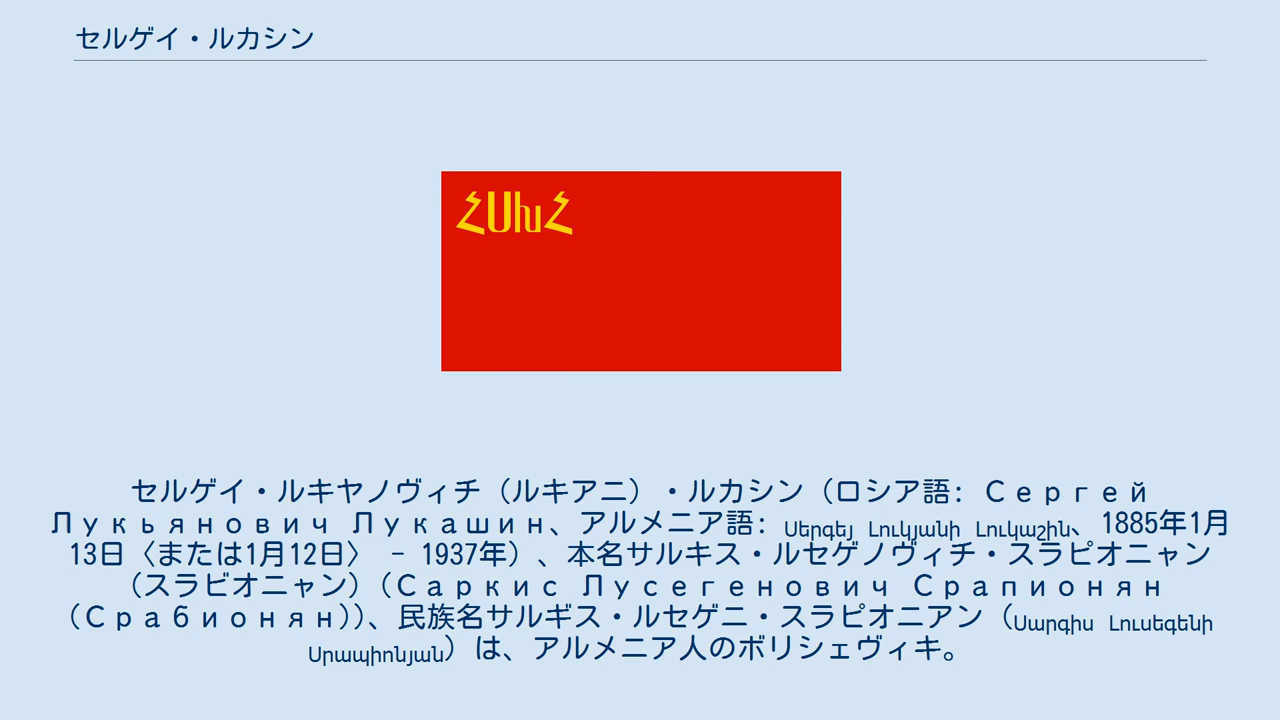 セルゲイ・ルカシン
ՀՍԽՀ
セルゲイ・ルキヤノヴィチ（ルキアニ）・ルカシン（ロシア語: Сергей
Лукьянович Лукашин、アルメニア語: Սերգեյ Լուկյանի Լուկաշին、1885年1月
13日〈または1月12日〉 - 1937年）、本名サルキス・ルセゲノヴィチ・スラピオニャン
（スラビオニャン）（Саркис Лусегенович Срапионян
（Срабионян））、民族名サルギス・ルセゲニ・スラピオニアン（Սարգիս Լուսեգենի
Սրապիոնյան）は、アルメニア人のボリシェヴィキ。